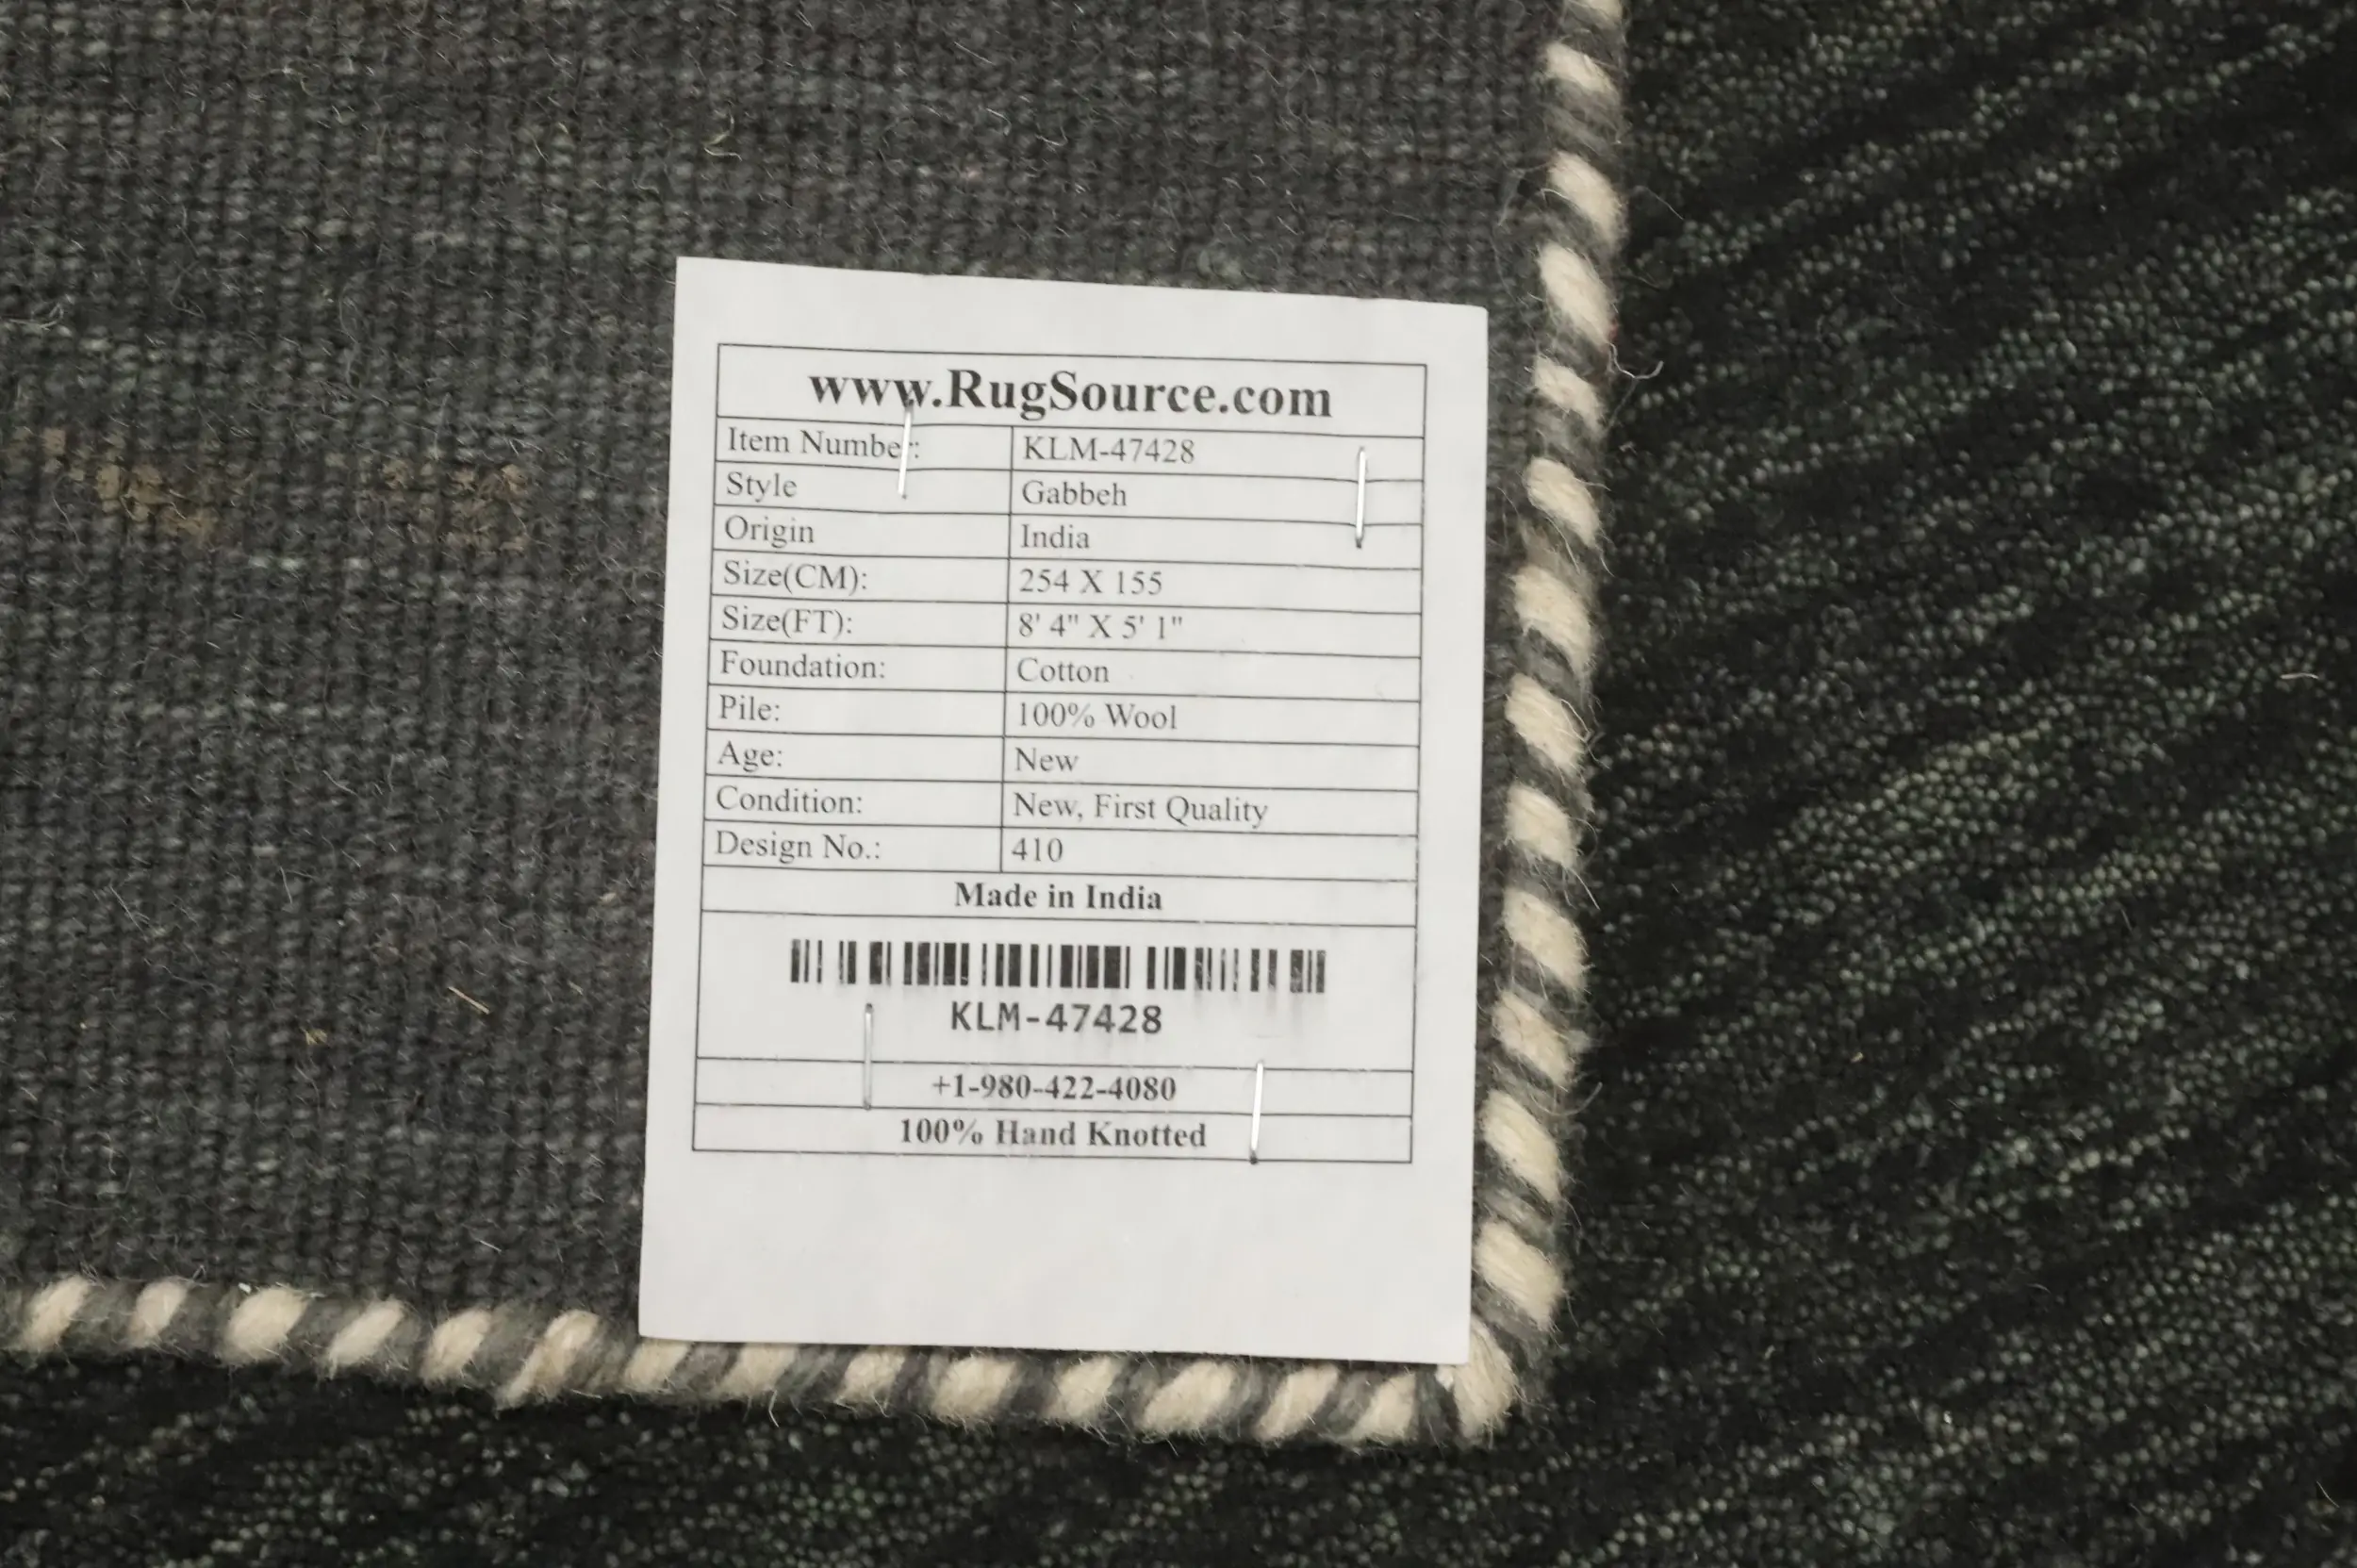 www.RugSource.com
Item Number: KLM-47428
Style Gabbeh
Origin India
Size(CM): 254 X 155
Size(FT): 8' 4" X 5' 1"
Foundation: Cotton
Pile: 100% Wool
Age: New
Condition: New, First Quality
Design No.: 410
Made in India
KLM-47428
+1-980-422-4080
100% Hand Knotted